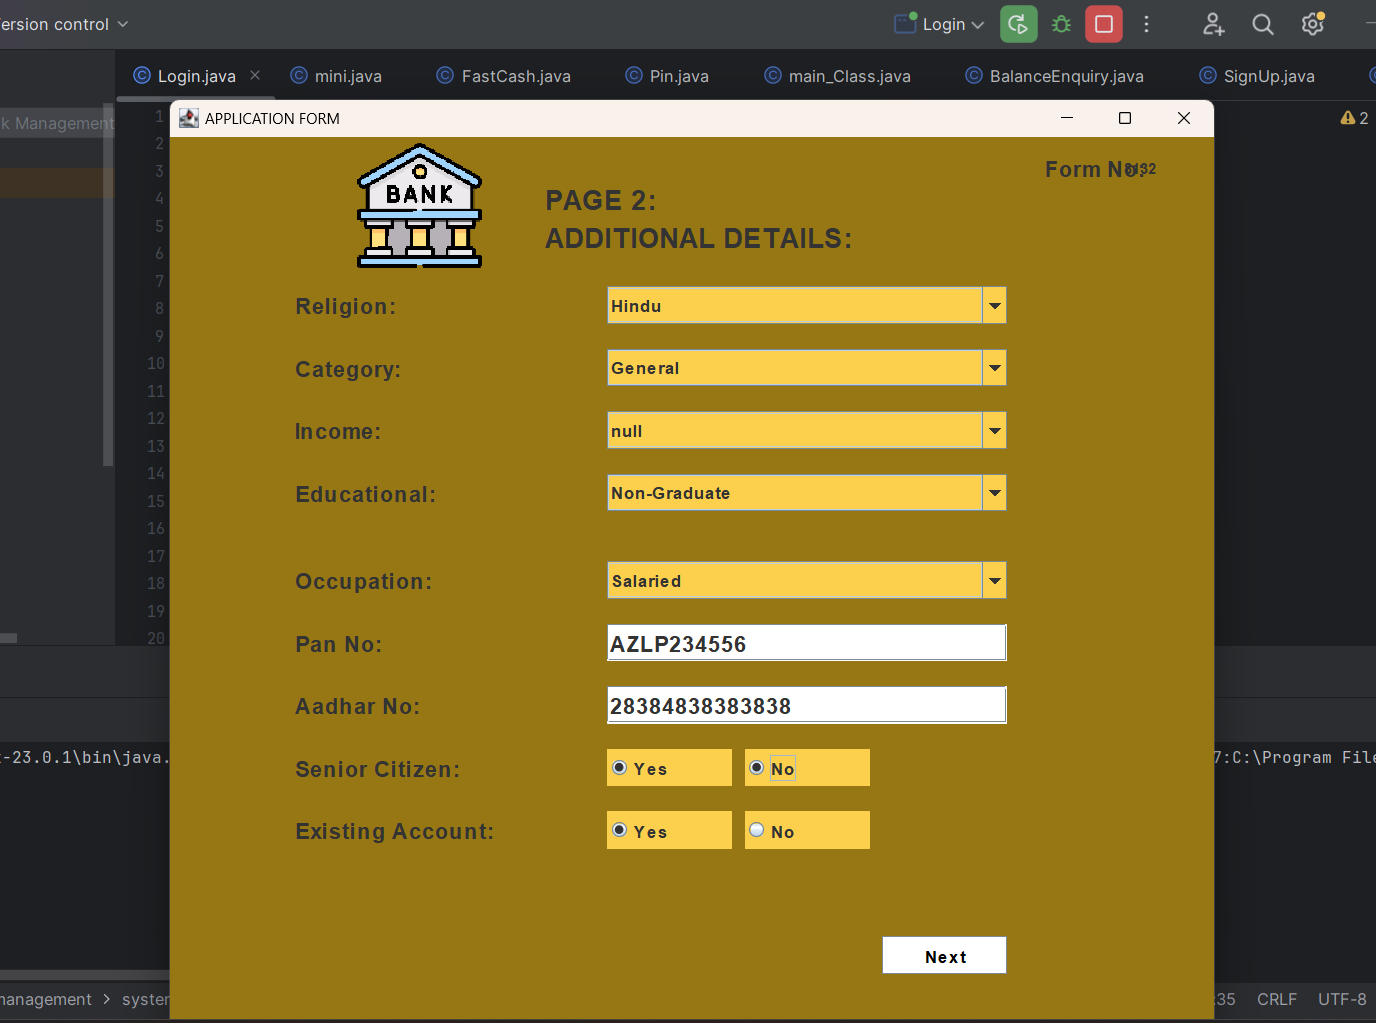 ersion control
Login
Login.java
mini.java
FastCash.java
Pin.java
main_Class.java
BalanceEnquiry.java
SignUp.java
k Management
1
2
3
4
5
6
7
8
9
10
11
12
13
14
15
16
17
18
19
20
2
APPLICATION FORM
BANK
Form No:
PAGE 2:
ADDITIONAL DETAILS:
Religion: Hindu
Category: General
Income: null
Educational: Non-Graduate
Occupation: Salaried
Pan No: AZLP234556
Aadhar No: 28384838383838
Senior Citizen: Yes No
Existing Account: Yes No
Next
-23.0.1\bin\java.
7:C:\Program File
management > syster
:35 CRLF UTF-8